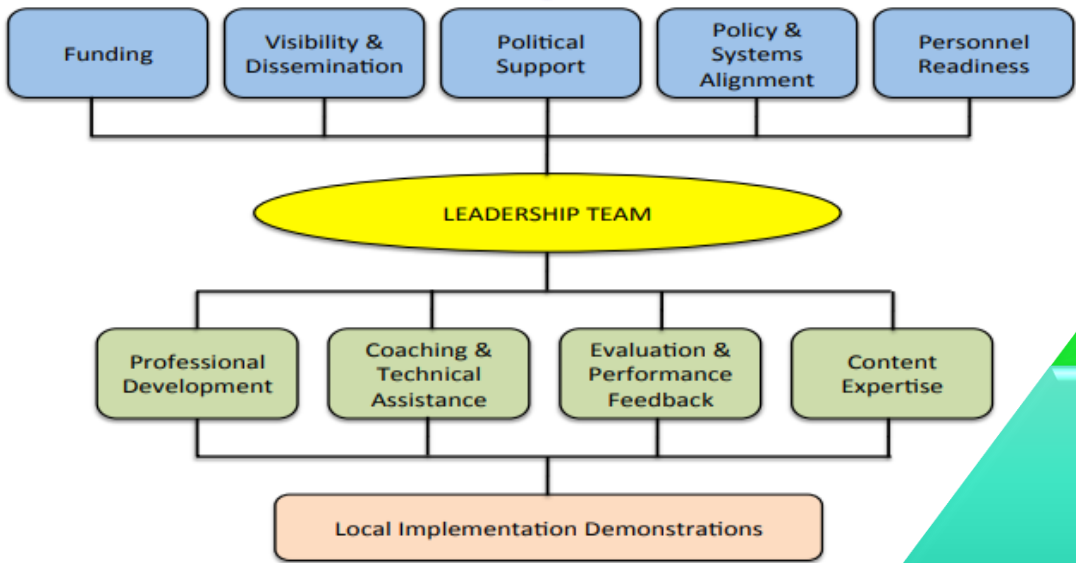 Funding
Visibility &
Dissemination
Political
Support
Policy &
Systems
Alignment
Personnel
Readiness
LEADERSHIP TEAM
Professional
Development
Coaching &
Technical
Assistance
Evaluation &
Performance
Feedback
Content
Expertise
Local Implementation Demonstrations